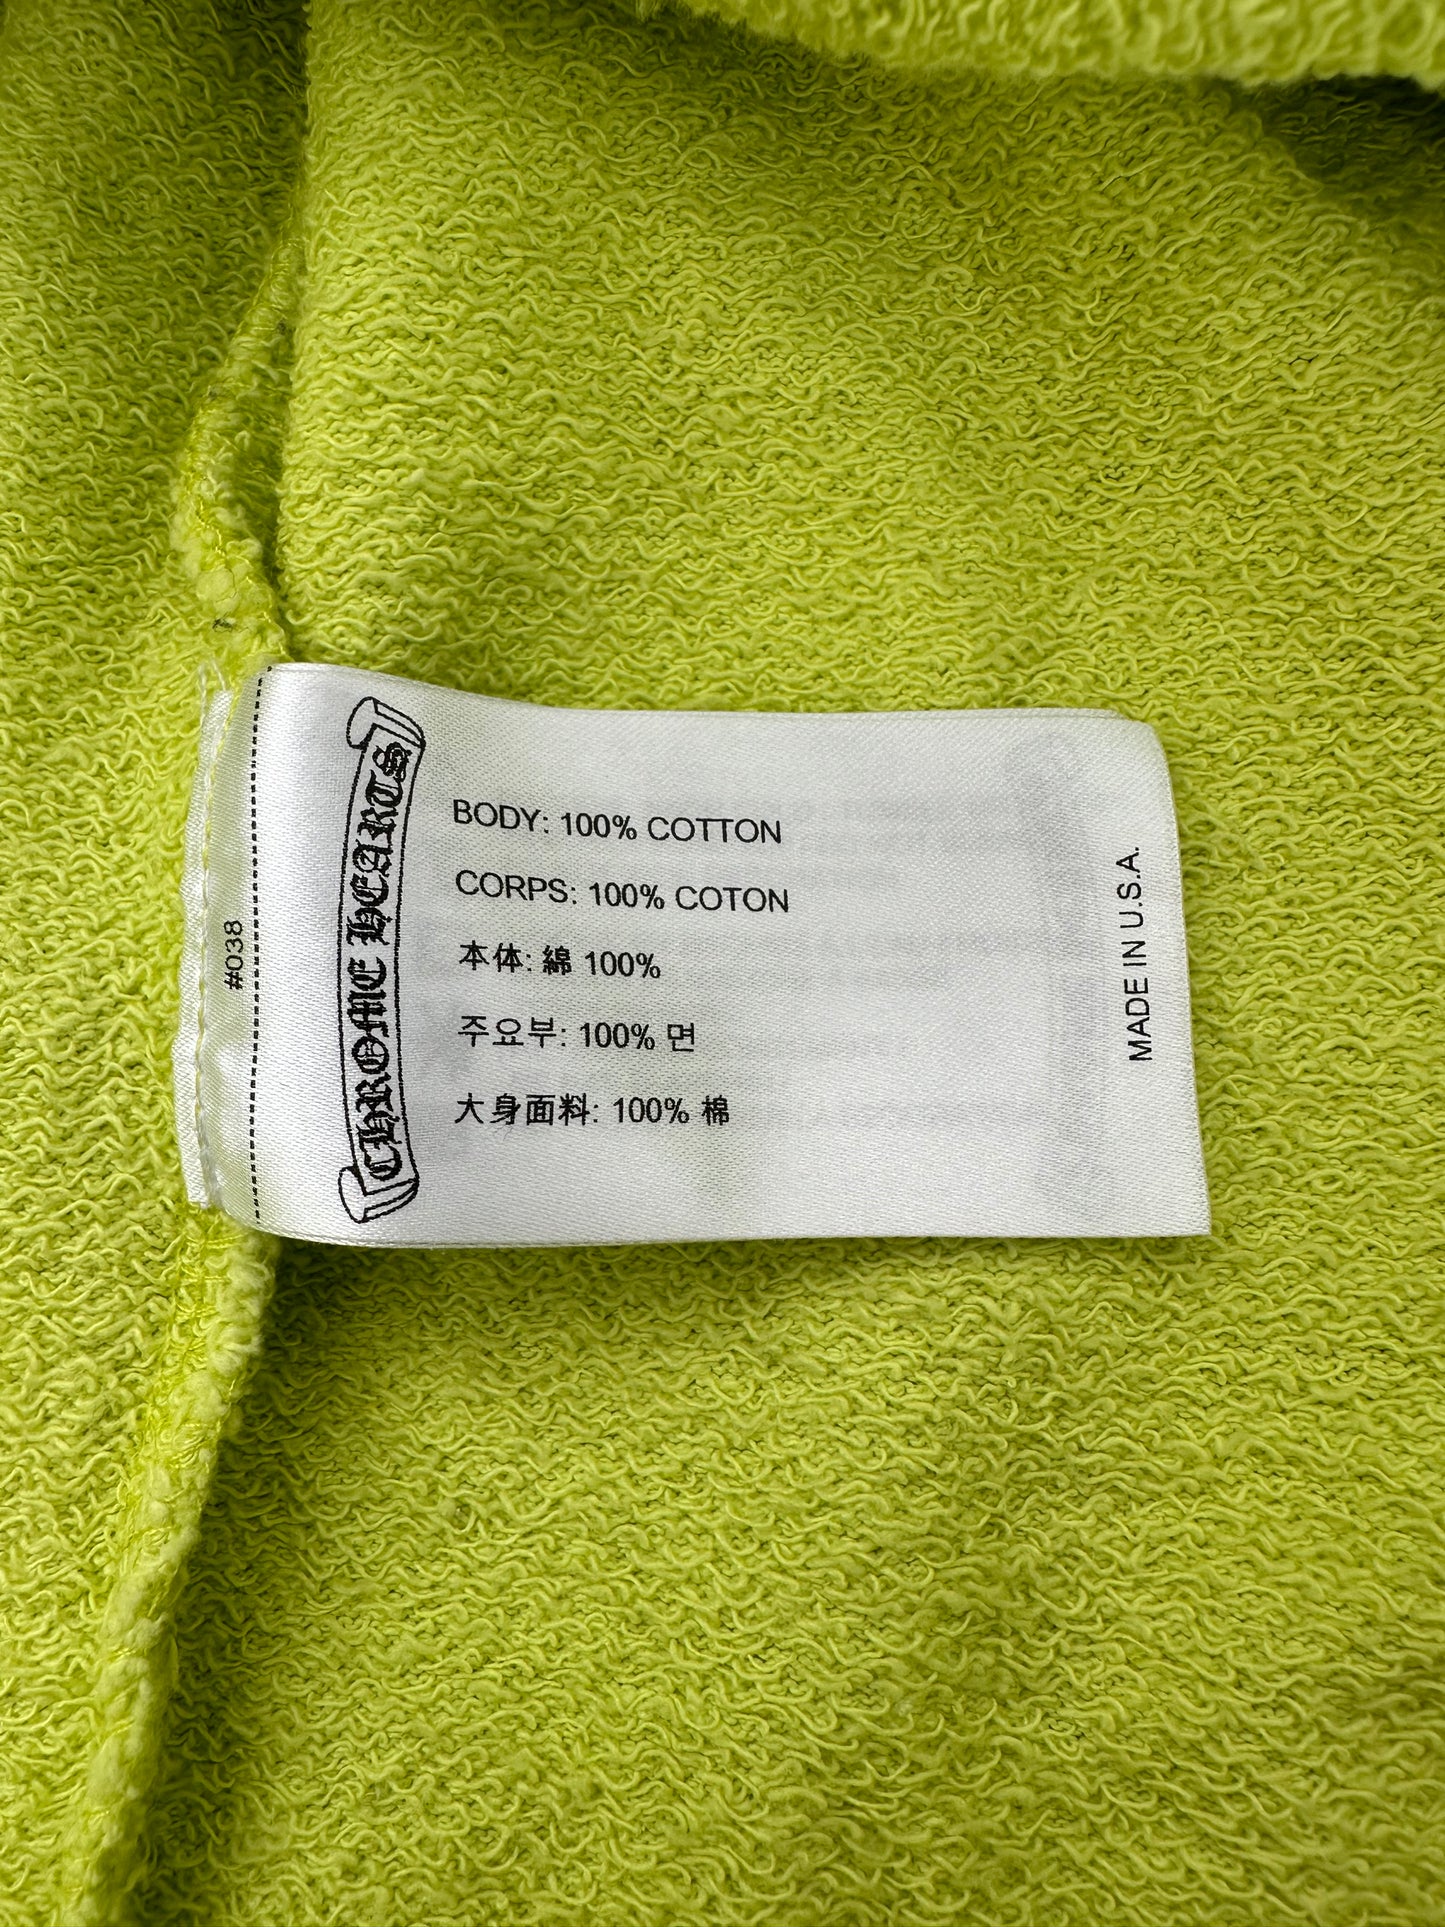 #038
CHROME HEARTS
BODY: 100% COTTON
CORPS: 100% COTON
本体: 綿 100%
주요부: 100% 면
大身面料: 100% 棉
MADE IN U.S.A.